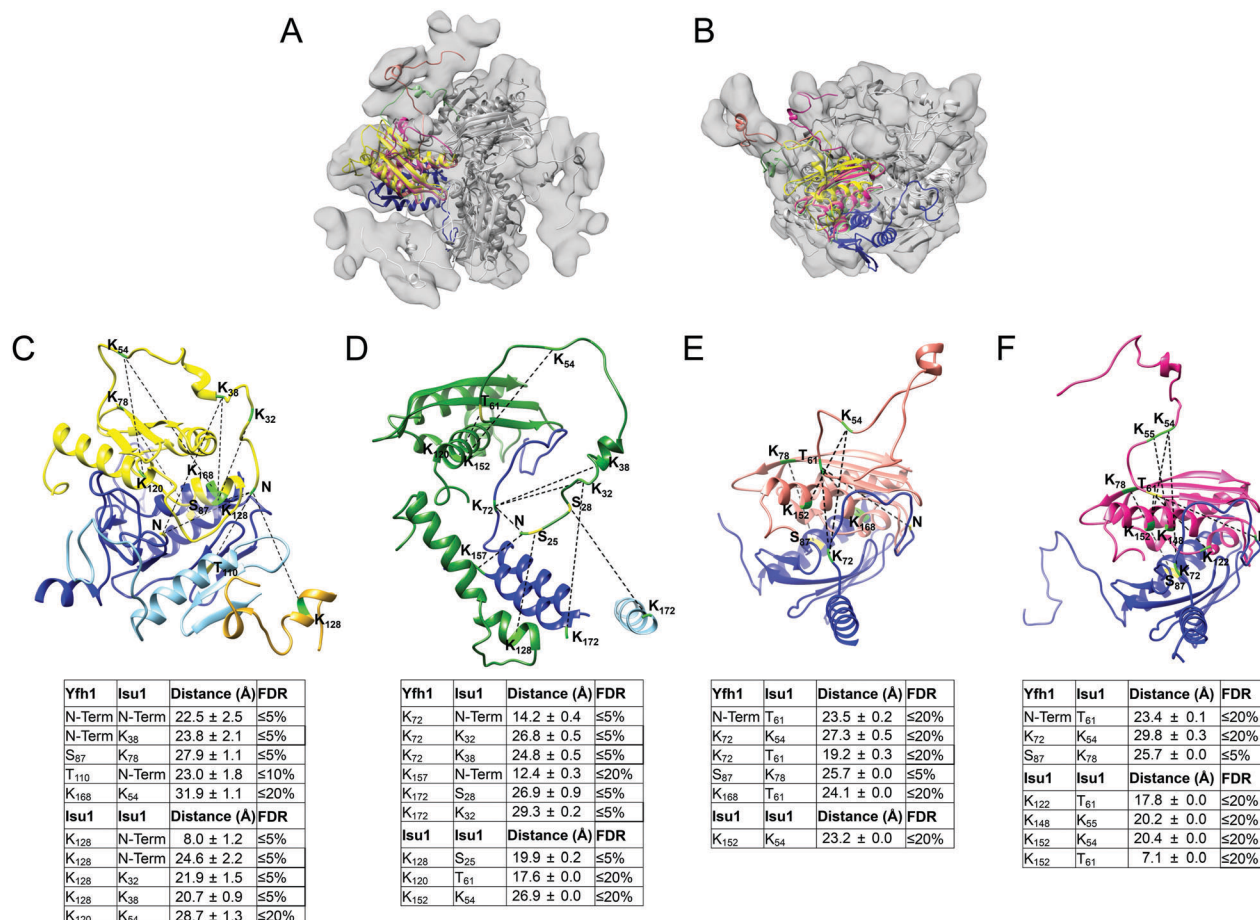 A
B
C
D
E
F
K54
K78
K38
K32
K120
K168
S87
N
K128
N
T110
K128
K54
T61
K120
K152
K38
K72
K32
S28
N
S25
K157
K172
K128
K172
K54
K78
T61
K152
K168
N
S87
K72
K55
K54
K78
T61
K152
K148
K122
K72
S87
Yfh1 Isu1 Distance (Å) FDR
N-Term N-Term 22.5 ± 2.5 ≤5%
N-Term K38 23.8 ± 2.1 ≤5%
S87 K78 27.9 ± 1.1 ≤5%
T110 N-Term 23.0 ± 1.8 ≤10%
K168 K54 31.9 ± 1.1 ≤20%
Isu1 Isu1 Distance (Å) FDR
K128 N-Term 8.0 ± 1.2 ≤5%
K128 N-Term 24.6 ± 2.2 ≤5%
K128 K32 21.9 ± 1.5 ≤5%
K128 K38 20.7 ± 0.9 ≤5%
K120 K54 28.7 ± 1.3 ≤20%
Yfh1 Isu1 Distance (Å) FDR
K72 N-Term 14.2 ± 0.4 ≤5%
K72 K32 26.8 ± 0.5 ≤5%
K72 K38 24.8 ± 0.5 ≤5%
K157 N-Term 12.4 ± 0.3 ≤20%
K172 S28 26.9 ± 0.9 ≤5%
K172 K32 29.3 ± 0.2 ≤5%
Isu1 Isu1 Distance (Å) FDR
K128 S25 19.9 ± 0.2 ≤5%
K120 T61 17.6 ± 0.0 ≤20%
K152 K54 26.9 ± 0.0 ≤20%
Yfh1 Isu1 Distance (Å) FDR
N-Term T61 23.5 ± 0.2 ≤20%
K72 K54 27.3 ± 0.5 ≤20%
K72 T61 19.2 ± 0.3 ≤20%
S87 K78 25.7 ± 0.0 ≤5%
K168 T61 24.1 ± 0.0 ≤20%
Isu1 Isu1 Distance (Å) FDR
K152 K54 23.2 ± 0.0 ≤20%
Yfh1 Isu1 Distance (Å) FDR
N-Term T61 23.4 ± 0.1 ≤20%
K72 K54 29.8 ± 0.3 ≤20%
S87 K78 25.7 ± 0.0 ≤5%
Isu1 Isu1 Distance (Å) FDR
K122 T61 17.8 ± 0.0 ≤20%
K148 K55 20.2 ± 0.0 ≤20%
K152 K54 20.4 ± 0.0 ≤20%
K152 T61 7.1 ± 0.0 ≤20%